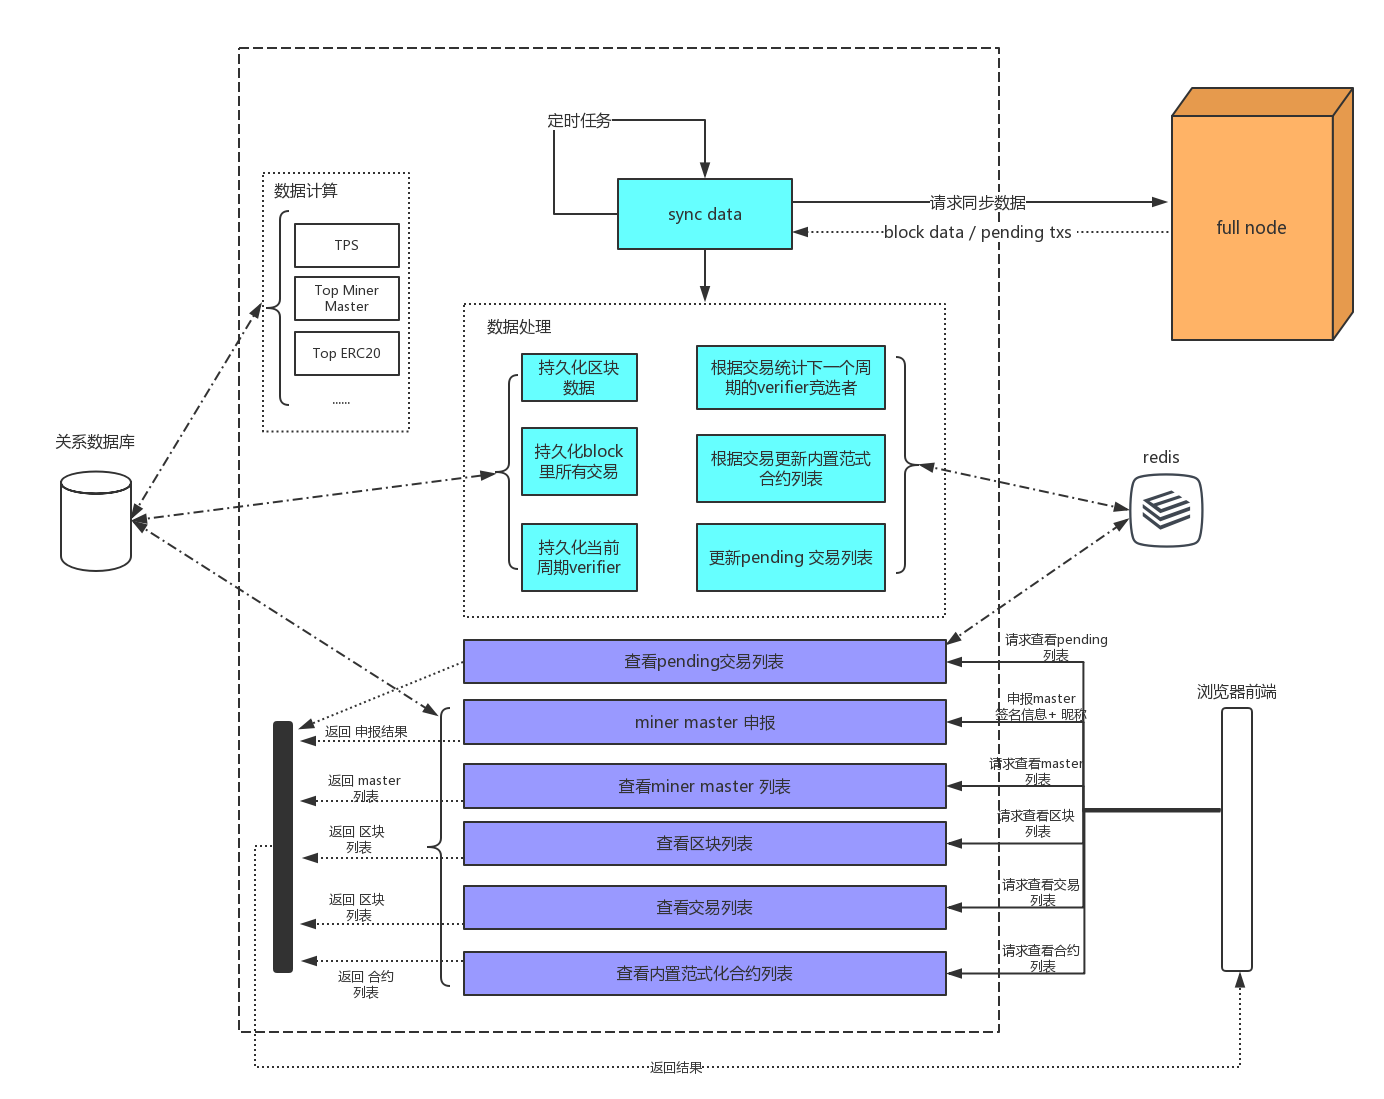 定时任务
数据计算
TPS
Top Miner
Master
Top ERC20
......
sync data
请求同步数据
block data / pending txs
full node
数据处理
持久化区块
数据
持久化block
里所有交易
持久化当前
周期verifier
根据交易统计下一个周
期的verifier竞选者
根据交易更新内置范式
合约列表
更新pending 交易列表
关系数据库
redis
查看pending交易列表
miner master 申报
查看miner master 列表
查看区块列表
查看交易列表
查看内置范式化合约列表
请求查看pending
列表
申报master
签名信息+ 昵称
请求查看master
列表
请求查看区块
列表
请求查看交易
列表
请求查看合约
列表
浏览器前端
返回 申报结果
返回 master
列表
返回 区块
列表
返回 区块
列表
返回 合约
列表
返回结果